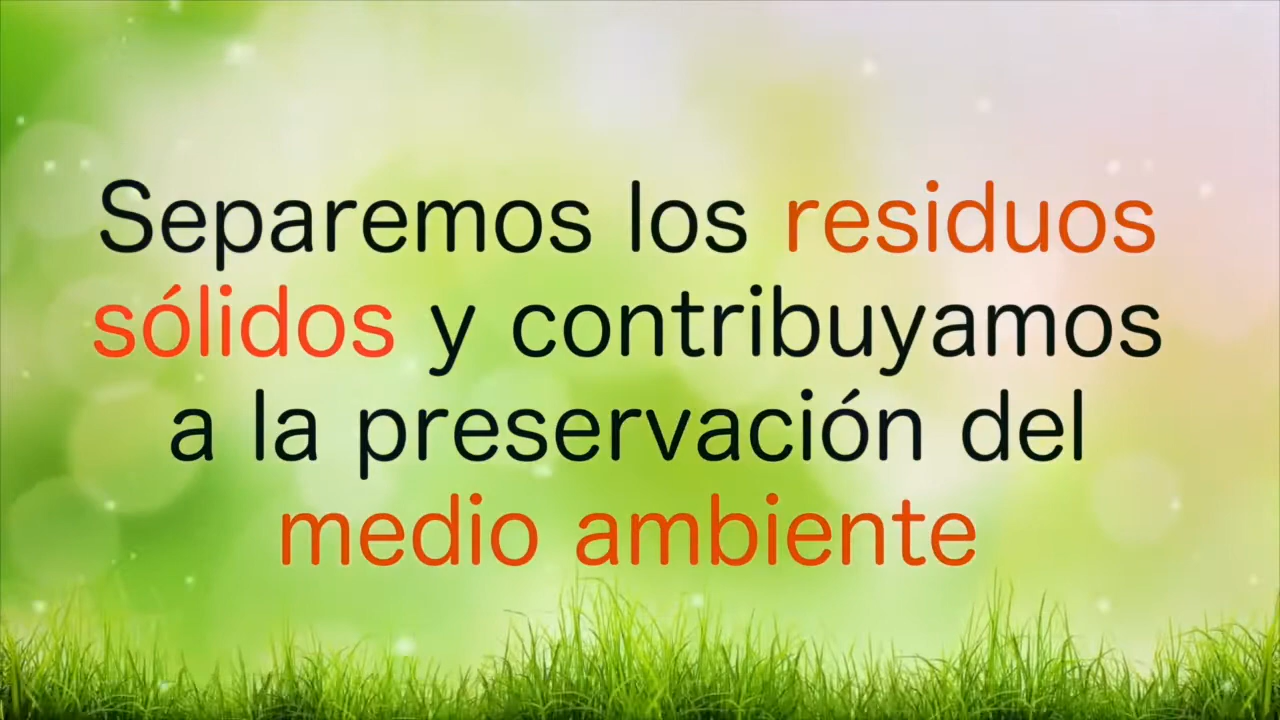 Separemos los residuos
sólidos y contribuyamos
a la preservación del
medio ambiente